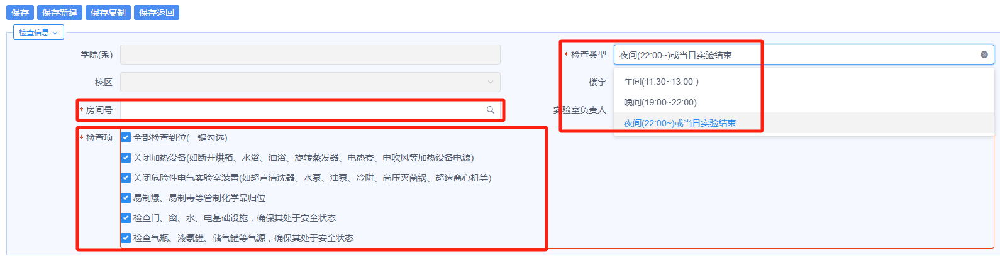 保存 保存新建 保存复制 保存返回
检查信息
学院(系)
* 检查类型 夜间(22:00~)或当日实验结束
校区
楼宇
午间(11:30~13:00 )
晚间(19:00~22:00)
夜间(22:00~)或当日实验结束
* 房间号
实验室负责人
* 检查项
全部检查到位(一键勾选)
关闭加热设备(如断开烘箱、水浴、油浴、旋转蒸发器、电热套、电吹风等加热设备电源)
关闭危险性电气实验室装置(如超声清洗器、水泵、油泵、冷阱、高压灭菌锅、超速离心机等)
易制爆、易制毒等管制化学品归位
检查门、窗、水、电基础设施，确保其处于安全状态
检查气瓶、液氨罐、储气罐等气源，确保其处于安全状态